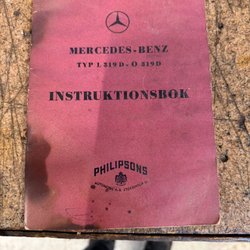 MERCEDES-BENZ
TYP L 319 D - O 319 D
INSTRUKTIONSBOK
PHILIPSONS